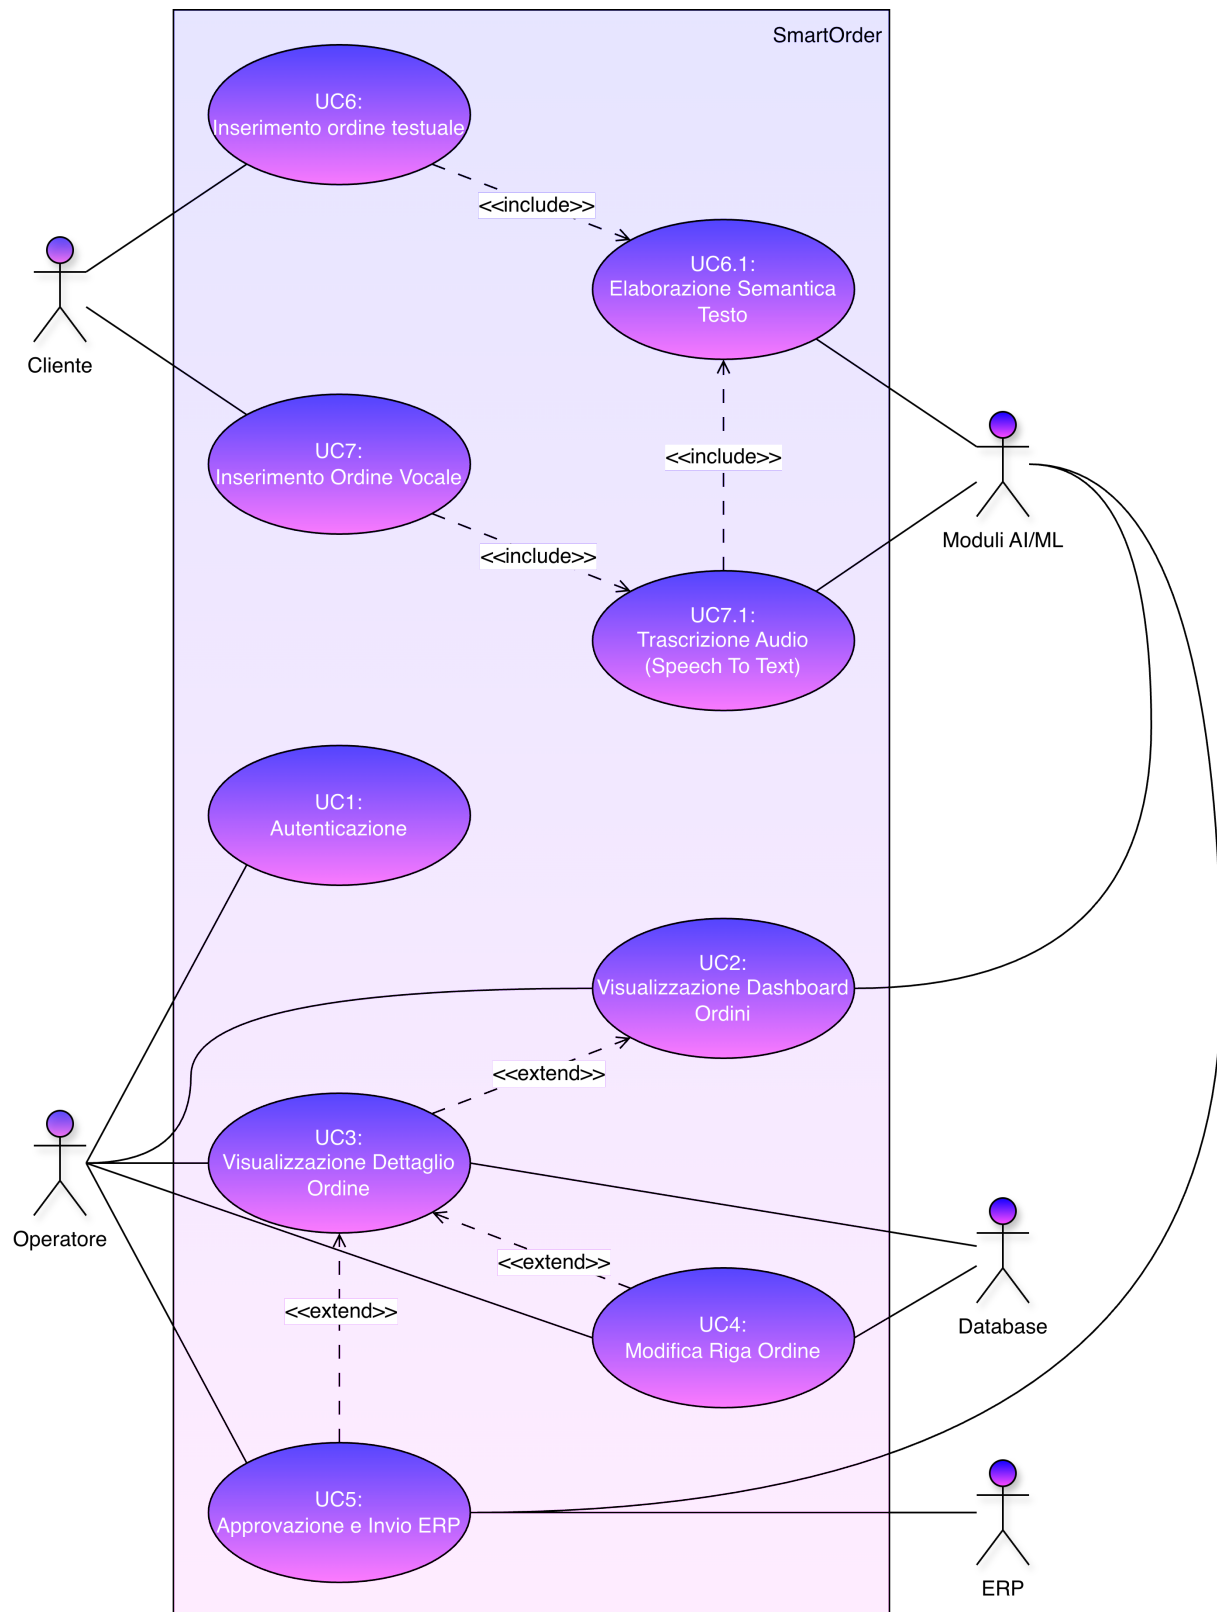 SmartOrder
UC6:
Inserimento ordine testuale
<<include>>
UC6.1:
Elaborazione Semantica
Testo
Cliente
UC7:
Inserimento Ordine Vocale
<<include>>
<<include>>
Moduli AI/ML
UC7.1:
Trascrizione Audio
(Speech To Text)
UC1:
Autenticazione
UC2:
Visualizzazione Dashboard
Ordini
<<extend>>
UC3:
Visualizzazione Dettaglio
Ordine
Operatore
<<extend>>
<<extend>>
UC4:
Modifica Riga Ordine
Database
UC5:
Approvazione e Invio ERP
ERP